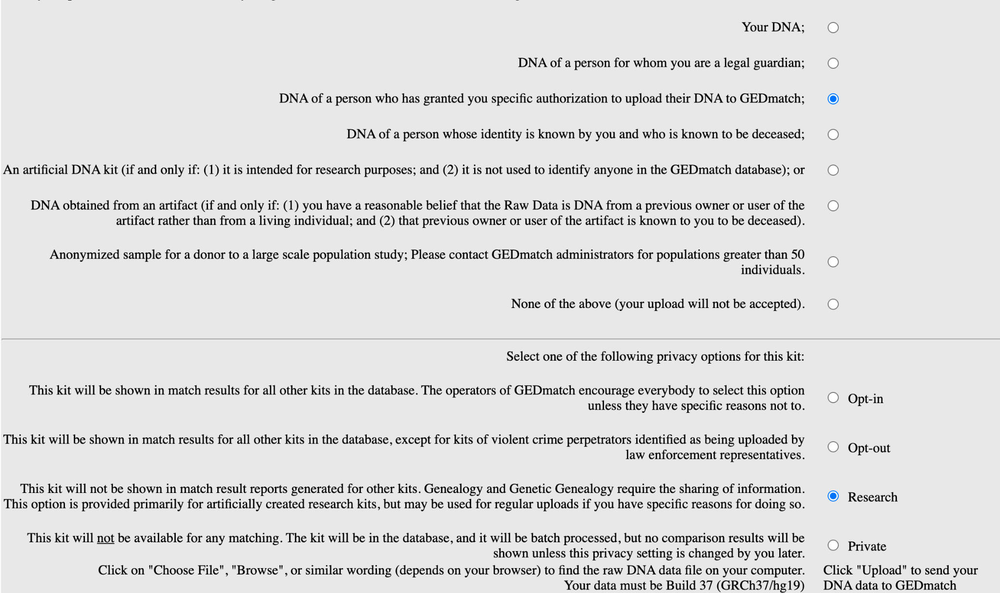 Your DNA;
DNA of a person for whom you are a legal guardian;
DNA of a person who has granted you specific authorization to upload their DNA to GEDmatch;
DNA of a person whose identity is known by you and who is known to be deceased;
An artificial DNA kit (if and only if: (1) it is intended for research purposes; and (2) it is not used to identify anyone in the GEDmatch database); or
DNA obtained from an artifact (if and only if: (1) you have a reasonable belief that the Raw Data is DNA from a previous owner or user of the
artifact rather than from a living individual; and (2) that previous owner or user of the artifact is known to you to be deceased).
Anonymized sample for a donor to a large scale population study; Please contact GEDmatch administrators for populations greater than 50
individuals.
None of the above (your upload will not be accepted).
Select one of the following privacy options for this kit:
This kit will be shown in match results for all other kits in the database. The operators of GEDmatch encourage everybody to select this option
unless they have specific reasons not to.
Opt-in
This kit will be shown in match results for all other kits in the database, except for kits of violent crime perpetrators identified as being uploaded by
law enforcement representatives.
Opt-out
This kit will not be shown in match result reports generated for other kits. Genealogy and Genetic Genealogy require the sharing of information.
This option is provided primarily for artificially created research kits, but may be used for regular uploads if you have specific reasons for doing so.
Research
This kit will not be available for any matching. The kit will be in the database, and it will be batch processed, but no comparison results will be
shown unless this privacy setting is changed by you later.
Private
Click on "Choose File", "Browse", or similar wording (depends on your browser) to find the raw DNA data file on your computer.
Your data must be Build 37 (GRCh37/hg19)
Click "Upload" to send your
DNA data to GEDmatch